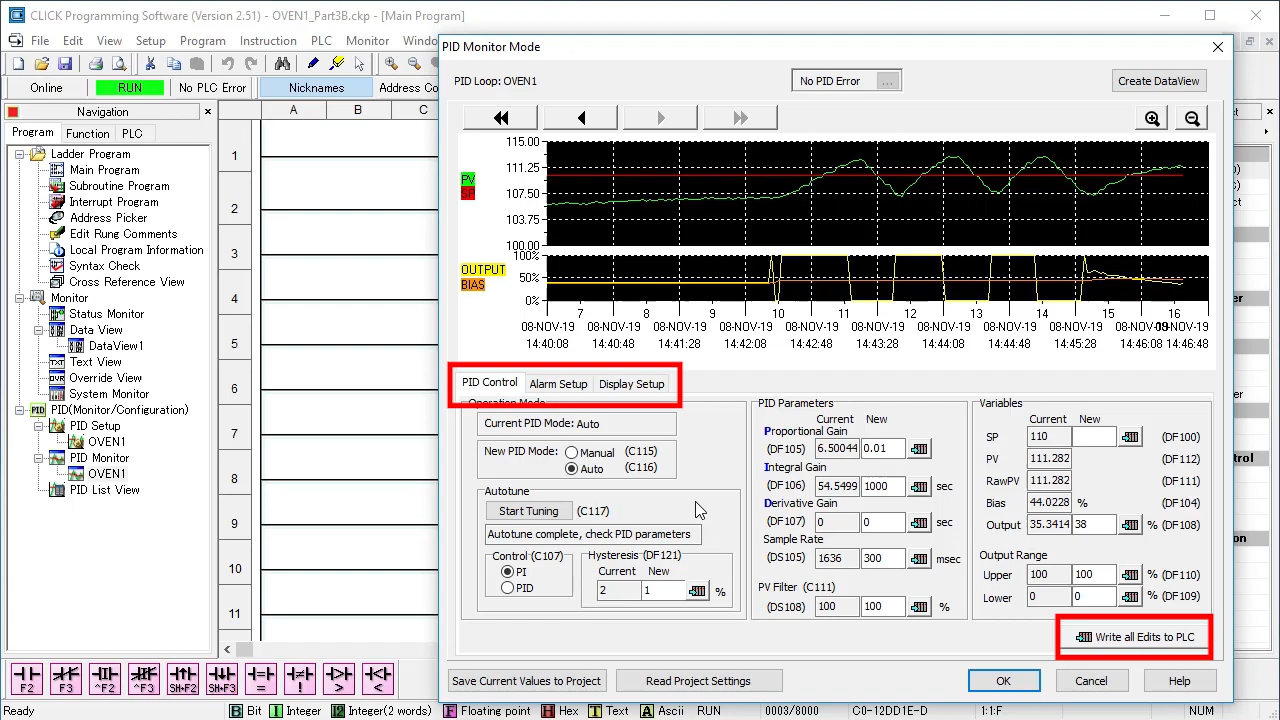 CLICK Programming Software (Version 2.51) - OVEN1_Part3B.ckp - [Main Program]
File Edit View Setup Program Instruction PLC Monitor Windo
Online RUN No PLC Error Nicknames Address Co
Navigation
Program Function PLC
Ladder Program
Main Program
Subroutine Program
Interrupt Program
Address Picker
Edit Rung Comments
Local Program Information
Syntax Check
Cross Reference View
Monitor
Status Monitor
Data View
DataView1
Text View
Override View
System Monitor
PID(Monitor/Configuration)
PID Setup
OVEN1
PID Monitor
OVEN1
PID List View
A B C
1
2
3
4
5
6
7
8
9
10
11
PID Monitor Mode
PID Loop: OVEN1
No PID Error
...
Create DataView
115.00
111.25
107.50
103.75
100.00
PV
SP
100%
50%
0%
OUTPUT
BIAS
7 8 9 10 11 12 13 14 15 16
08-NOV-19 08-NOV-19 08-NOV-19 08-NOV-19 08-NOV-19 08-NOV-19 08-NOV-19 08-NOV-19 08-NOV-19
14:40:08 14:40:48 14:41:28 14:42:08 14:42:48 14:43:28 14:44:08 14:44:48 14:45:28 14:46:08 14:46:48
PID Control Alarm Setup Display Setup
Operation Mode
Current PID Mode: Auto
New PID Mode: Manual (C115)
Auto (C116)
Autotune
Start Tuning (C117)
Autotune complete, check PID parameters
Control (C107)
PI
PID
Hysteresis (DF121)
Current New
2 1 %
PID Parameters
Current New
Proportional Gain
(DF105) 6.50044 0.01
Integral Gain
(DF106) 54.5499 1000 sec
Derivative Gain
(DF107) 0 0 sec
Sample Rate
(DS105) 1636 300 msec
PV Filter (C111)
(DS108) 100 100 %
Variables
Current New
SP 110 (DF100)
PV 111.282 (DF112)
RawPV 111.282 (DF111)
Bias 44.0228 % (DF104)
Output 35.3414 38 % (DF108)
Output Range
Upper 100 100 % (DF110)
Lower 0 0 % (DF109)
Write all Edits to PLC
Save Current Values to Project Read Project Settings OK Cancel Help
F2 F3 ^F2 ^F3 SH+F2 SH+F3 = ! > <
Ready Bit Integer Integer(2 words) Floating point Hex Text Ascii RUN 0003/8000 C0-12DD1E-D 1:1:F NUM